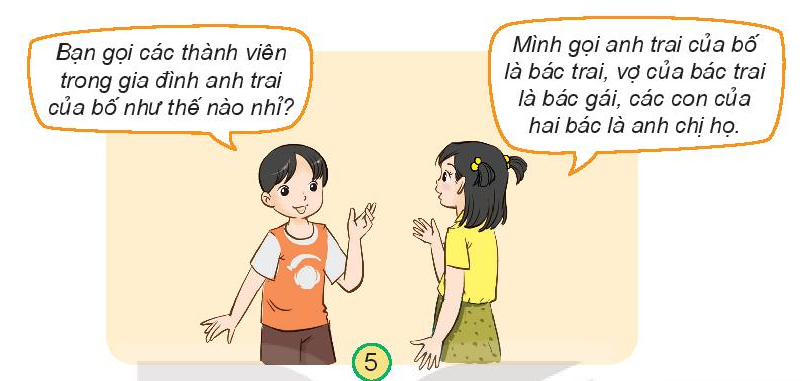 Bạn gọi các thành viên
trong gia đình anh trai
của bố như thế nào nhỉ?
Mình gọi anh trai của bố
là bác trai, vợ của bác trai
là bác gái, các con của
hai bác là anh chị họ.
5